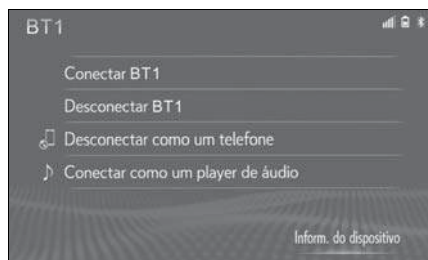 BT1
Conectar BT1
Desconectar BT1
Desconectar como um telefone
Conectar como um player de áudio
Inform. do dispositivo